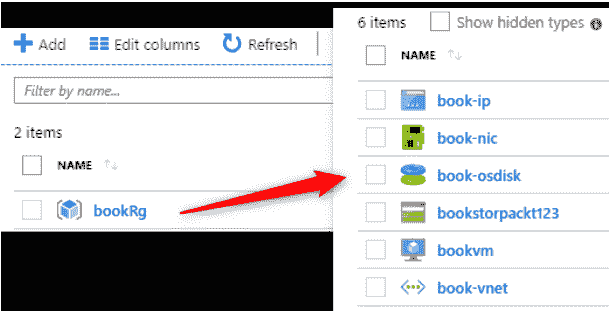 Add Edit columns Refresh
Filter by name...
2 items
NAME
bookRg
6 items Show hidden types
NAME
book-ip
book-nic
book-osdisk
bookstorpackt123
bookvm
book-vnet